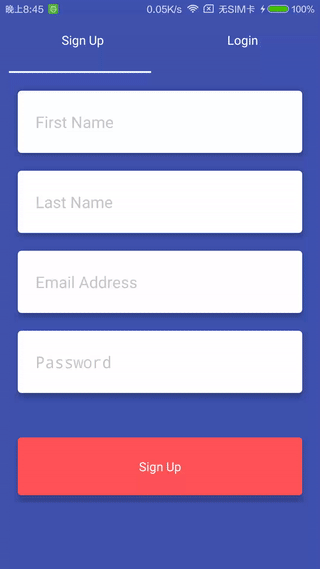 晚上8:45 0.05K/s 无SIM卡 100%
Sign Up Login
First Name
Last Name
Email Address
Password
Sign Up